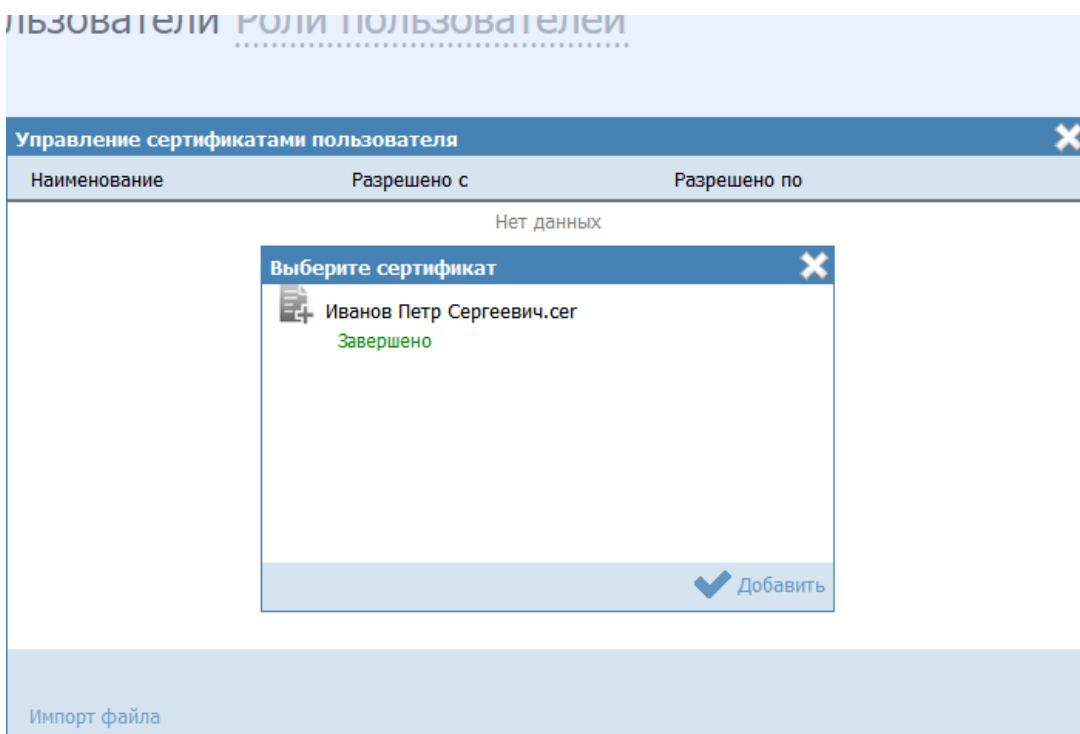 льзователи Роли пользователей
Управление сертификатами пользователя
Наименование Разрешено с Разрешено по
Нет данных
Выберите сертификат
Иванов Петр Сергеевич.cer
Завершено
Добавить
Импорт файла